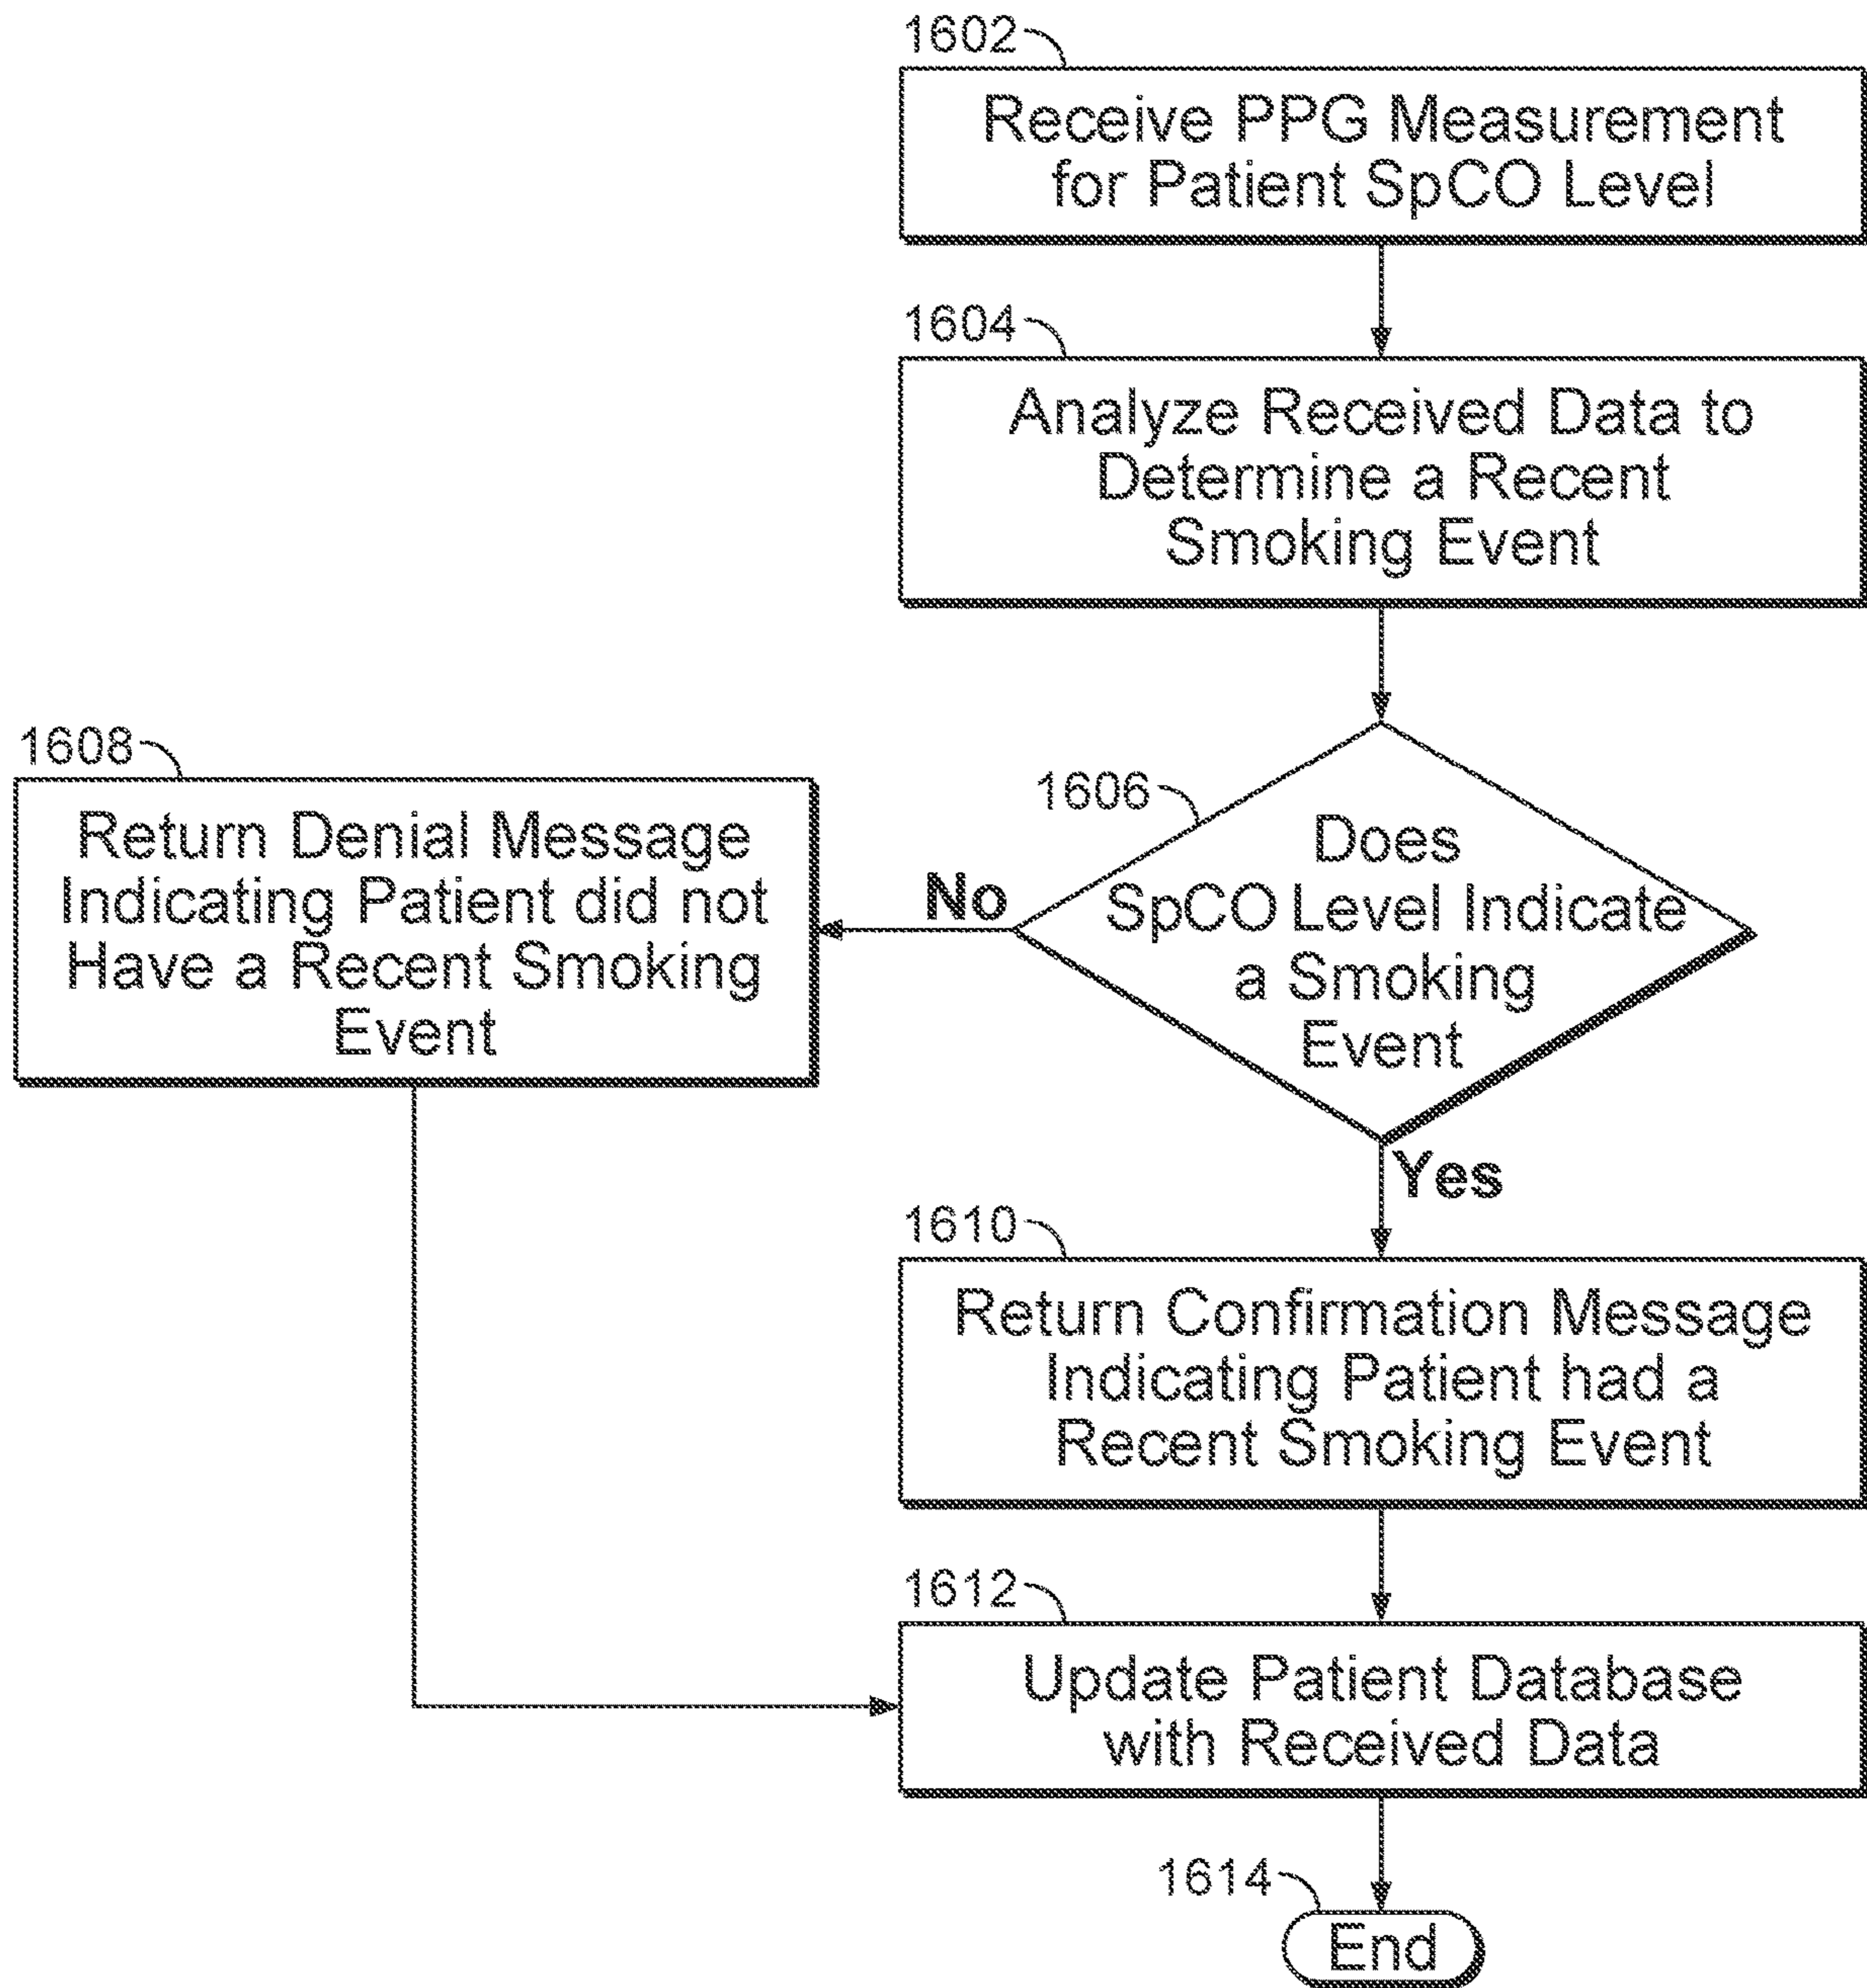 1602
Receive PPG Measurement
for Patient SpCO Level
1604
Analyze Received Data to
Determine a Recent
Smoking Event
1606
Does
SpCO Level Indicate
a Smoking
Event
No
1608
Return Denial Message
Indicating Patient did not
Have a Recent Smoking
Event
Yes
1610
Return Confirmation Message
Indicating Patient had a
Recent Smoking Event
1612
Update Patient Database
with Received Data
1614
End